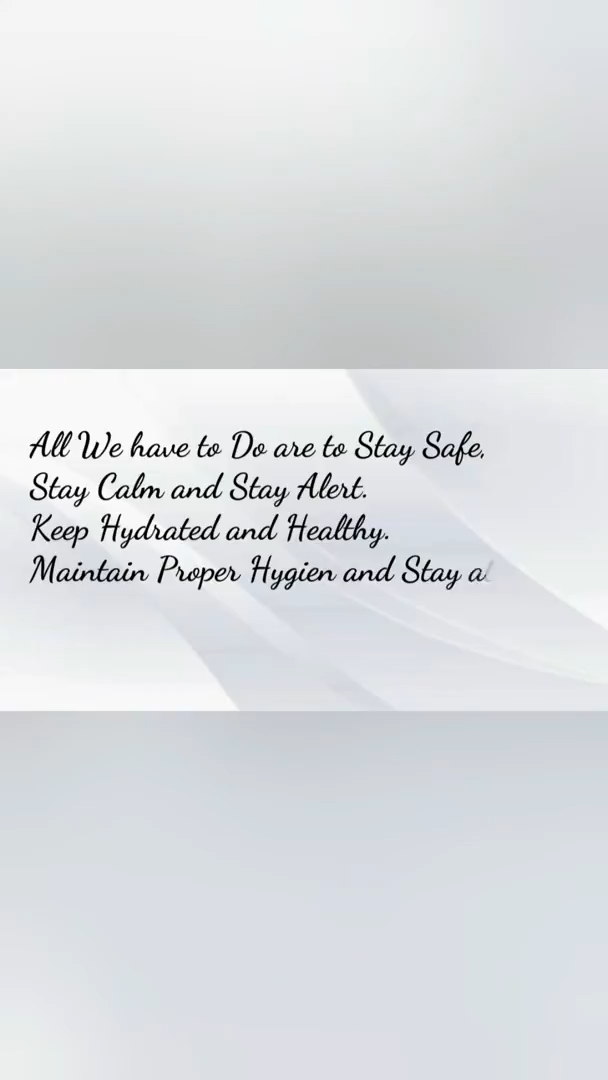 All We have to Do are to Stay Safe,
Stay Calm and Stay Alert.
Keep Hydrated and Healthy.
Maintain Proper Hygien and Stay